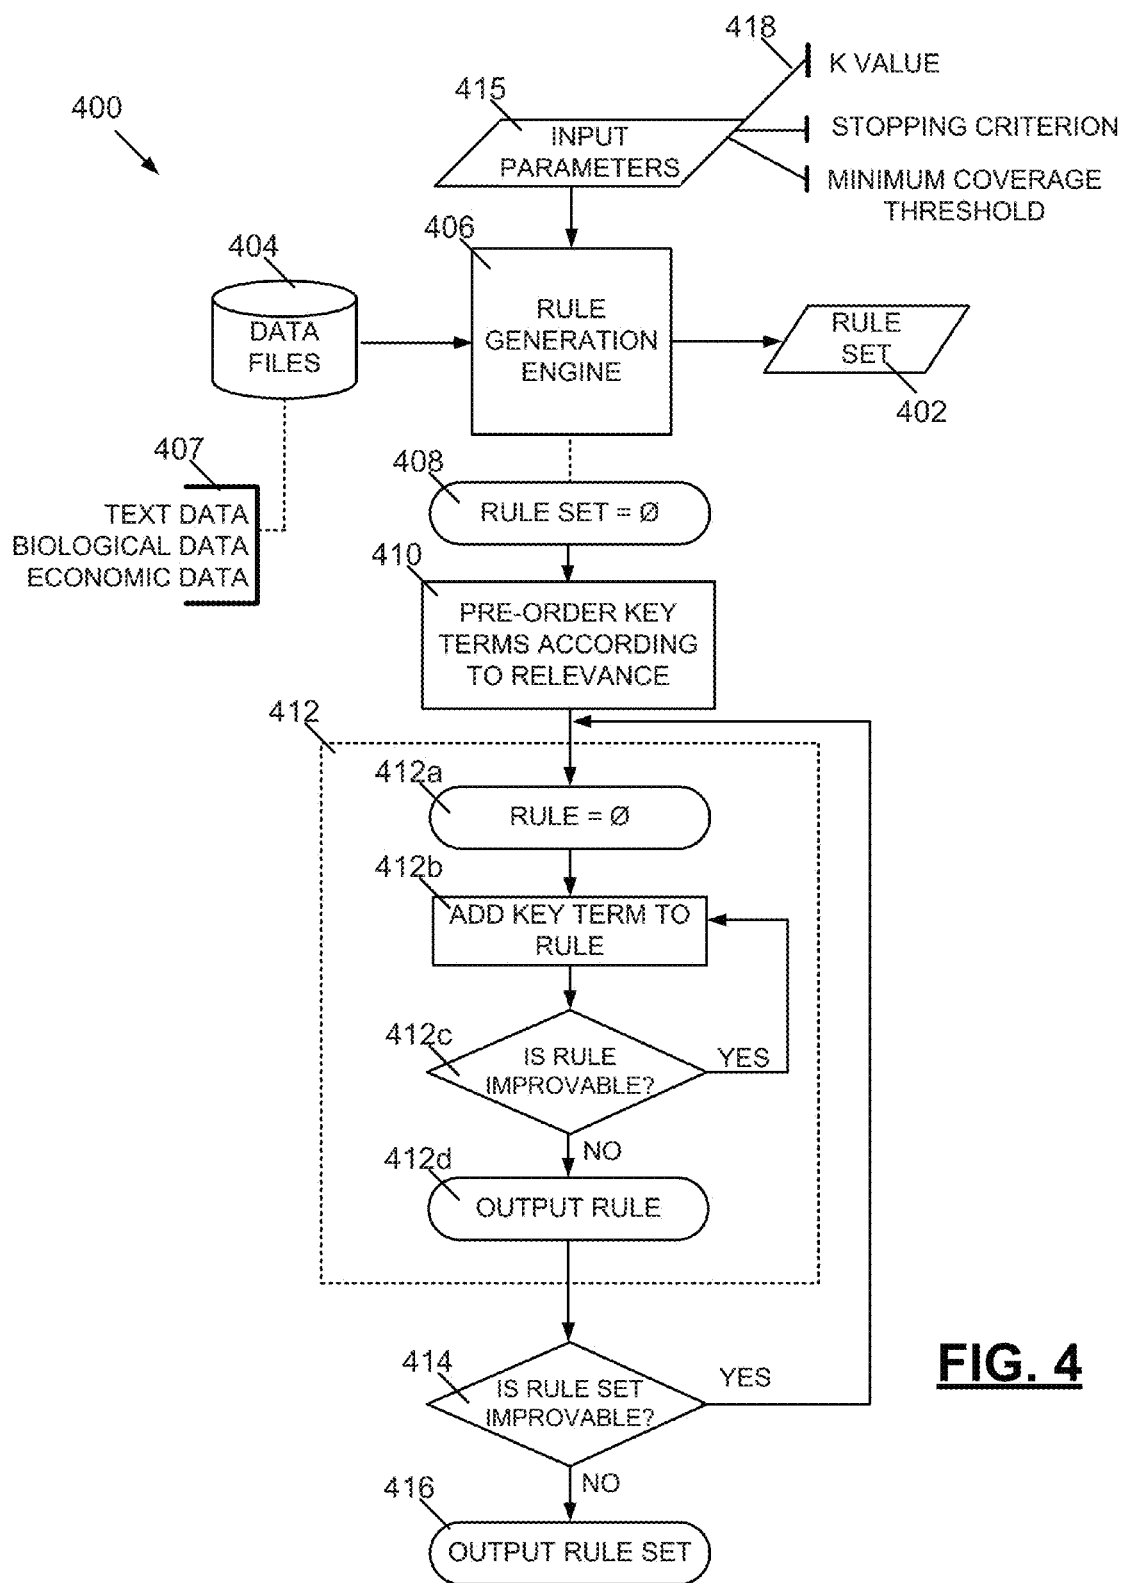 418
K VALUE
415
400
STOPPING CRITERION
INPUT
PARAMETERS
MINIMUM COVERAGE
THRESHOLD
406
404
RULE
GENERATION
ENGINE
DATA
FILES
RULE
SET
402
407
408
TEXT DATA
BIOLOGICAL DATA
ECONOMIC DATA
RULE SET = Ø
410
PRE-ORDER KEY
TERMS ACCORDING
TO RELEVANCE
412
412a
RULE = Ø
412b
ADD KEY TERM TO
RULE
412c
IS RULE
IMPROVABLE?
YES
NO
412d
OUTPUT RULE
414
IS RULE SET
IMPROVABLE?
YES
FIG. 4
NO
416
OUTPUT RULE SET